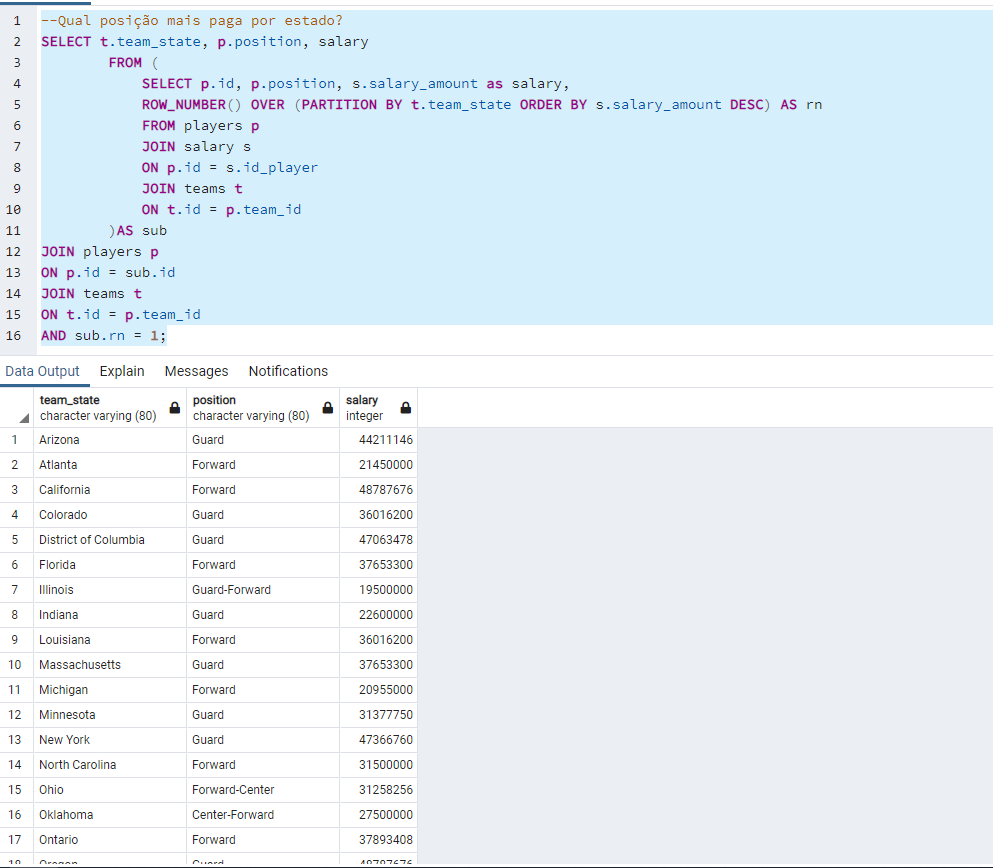 1 --Qual posição mais paga por estado?
2 SELECT t.team_state, p.position, salary
3 FROM (
4 SELECT p.id, p.position, s.salary_amount as salary,
5 ROW_NUMBER() OVER (PARTITION BY t.team_state ORDER BY s.salary_amount DESC) AS rn
6 FROM players p
7 JOIN salary s
8 ON p.id = s.id_player
9 JOIN teams t
10 ON t.id = p.team_id
11 )AS sub
12 JOIN players p
13 ON p.id = sub.id
14 JOIN teams t
15 ON t.id = p.team_id
16 AND sub.rn = 1;
Data Output Explain Messages Notifications
team_state position salary
character varying (80) character varying (80) integer
1 Arizona Guard 44211146
2 Atlanta Forward 21450000
3 California Forward 48787676
4 Colorado Guard 36016200
5 District of Columbia Guard 47063478
6 Florida Forward 37653300
7 Illinois Guard-Forward 19500000
8 Indiana Guard 22600000
9 Louisiana Forward 36016200
10 Massachusetts Guard 37653300
11 Michigan Forward 20955000
12 Minnesota Guard 31377750
13 New York Guard 47366760
14 North Carolina Forward 31500000
15 Ohio Forward-Center 31258256
16 Oklahoma Center-Forward 27500000
17 Ontario Forward 37893408
18 Oregon Guard 48787676